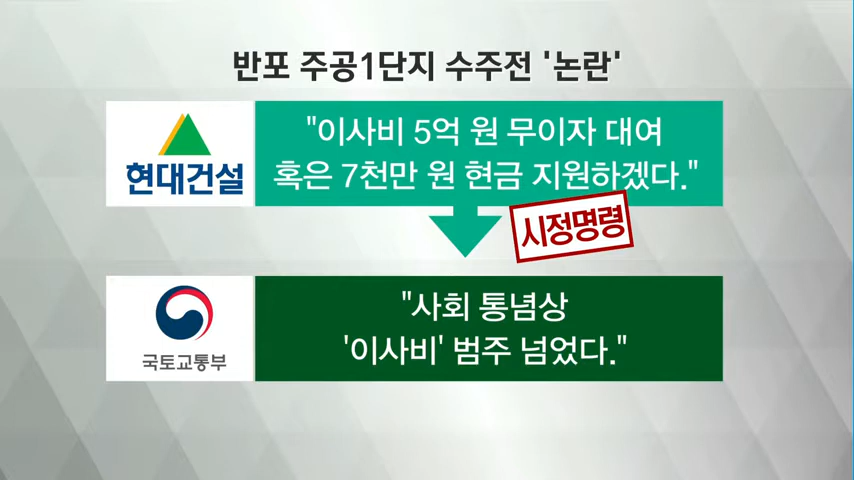 반포 주공1단지 수주전 '논란'
현대건설
"이사비 5억 원 무이자 대여
혹은 7천만 원 현금 지원하겠다."
시정명령
국토교통부
"사회 통념상
'이사비' 범주 넘었다."